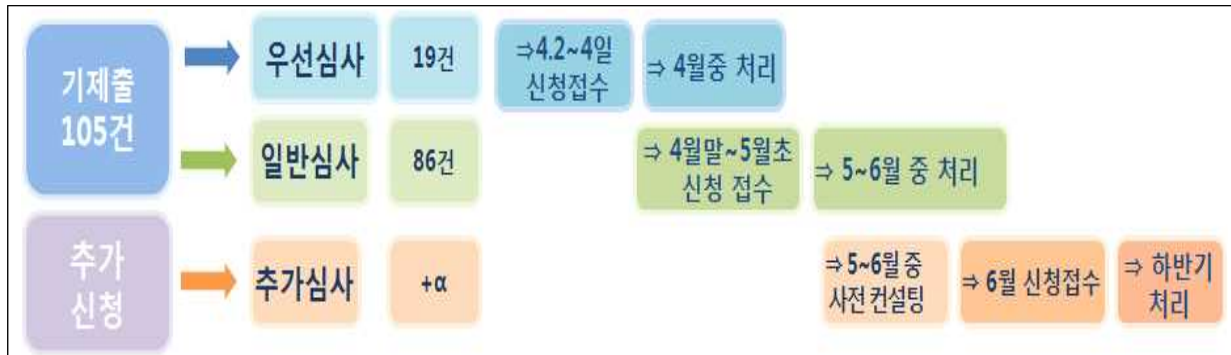 기제출
105건
우선심사
19건
⇒4.2~4일
신청접수
⇒ 4월중 처리
일반심사
86건
⇒ 4월말~5월초
신청 접수
⇒ 5~6월 중 처리
추가
신청
추가심사
+α
⇒ 5~6월 중
사전 컨설팅
⇒ 6월 신청접수
⇒ 하반기
처리